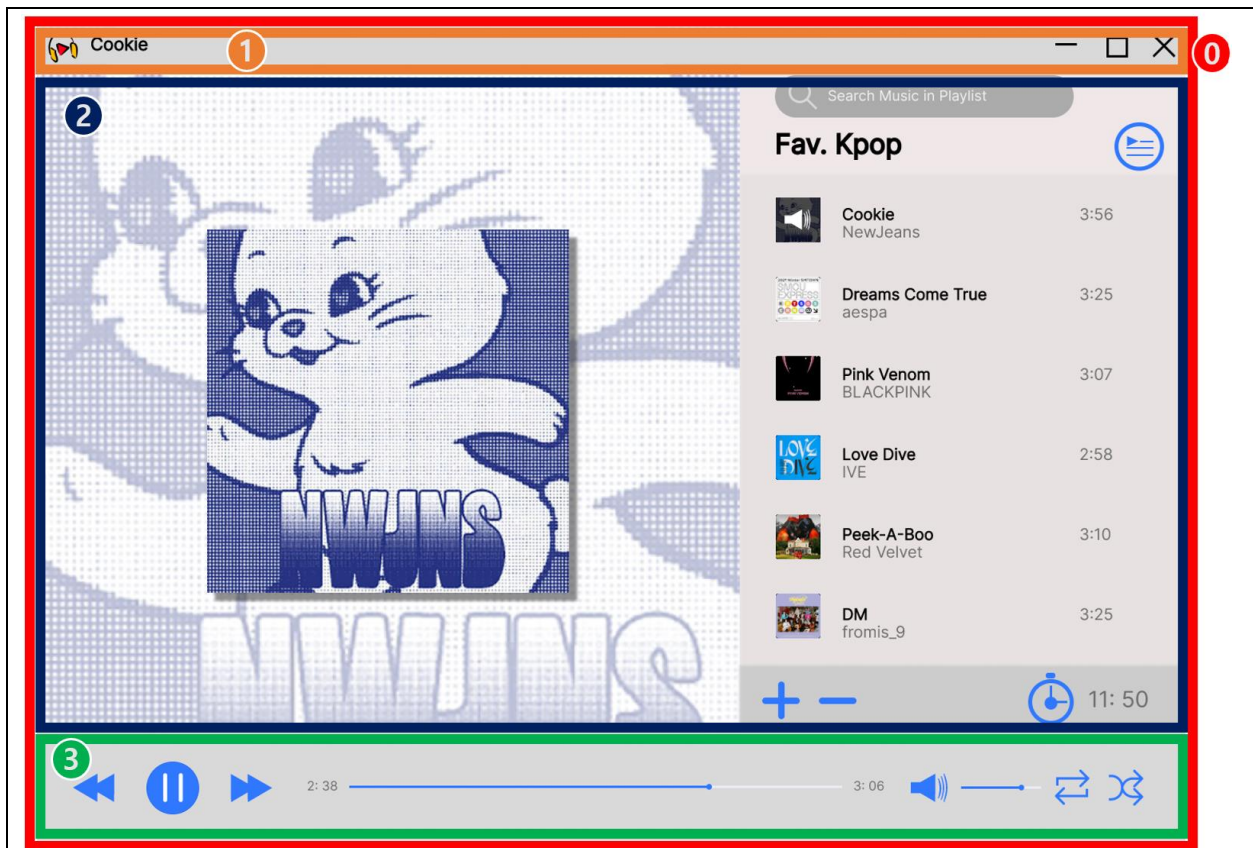 Cookie
1
0
2
Search Music in Playlist
Fav. Kpop
Cookie 3:56
NewJeans
Dreams Come True 3:25
aespa
Pink Venom 3:07
BLACKPINK
LOVE
DIVE
Love Dive 2:58
IVE
Peek-A-Boo 3:10
Red Velvet
DM 3:25
fromis_9
NWJNS
NWJNS
11: 50
3
2: 38 3: 06